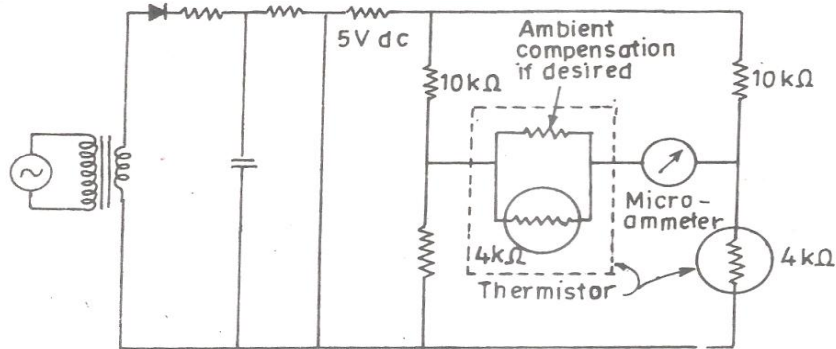 5V dc
Ambient
compensation
if desired
10kΩ
10kΩ
Micro-
ammeter
4kΩ
4kΩ
Thermistor